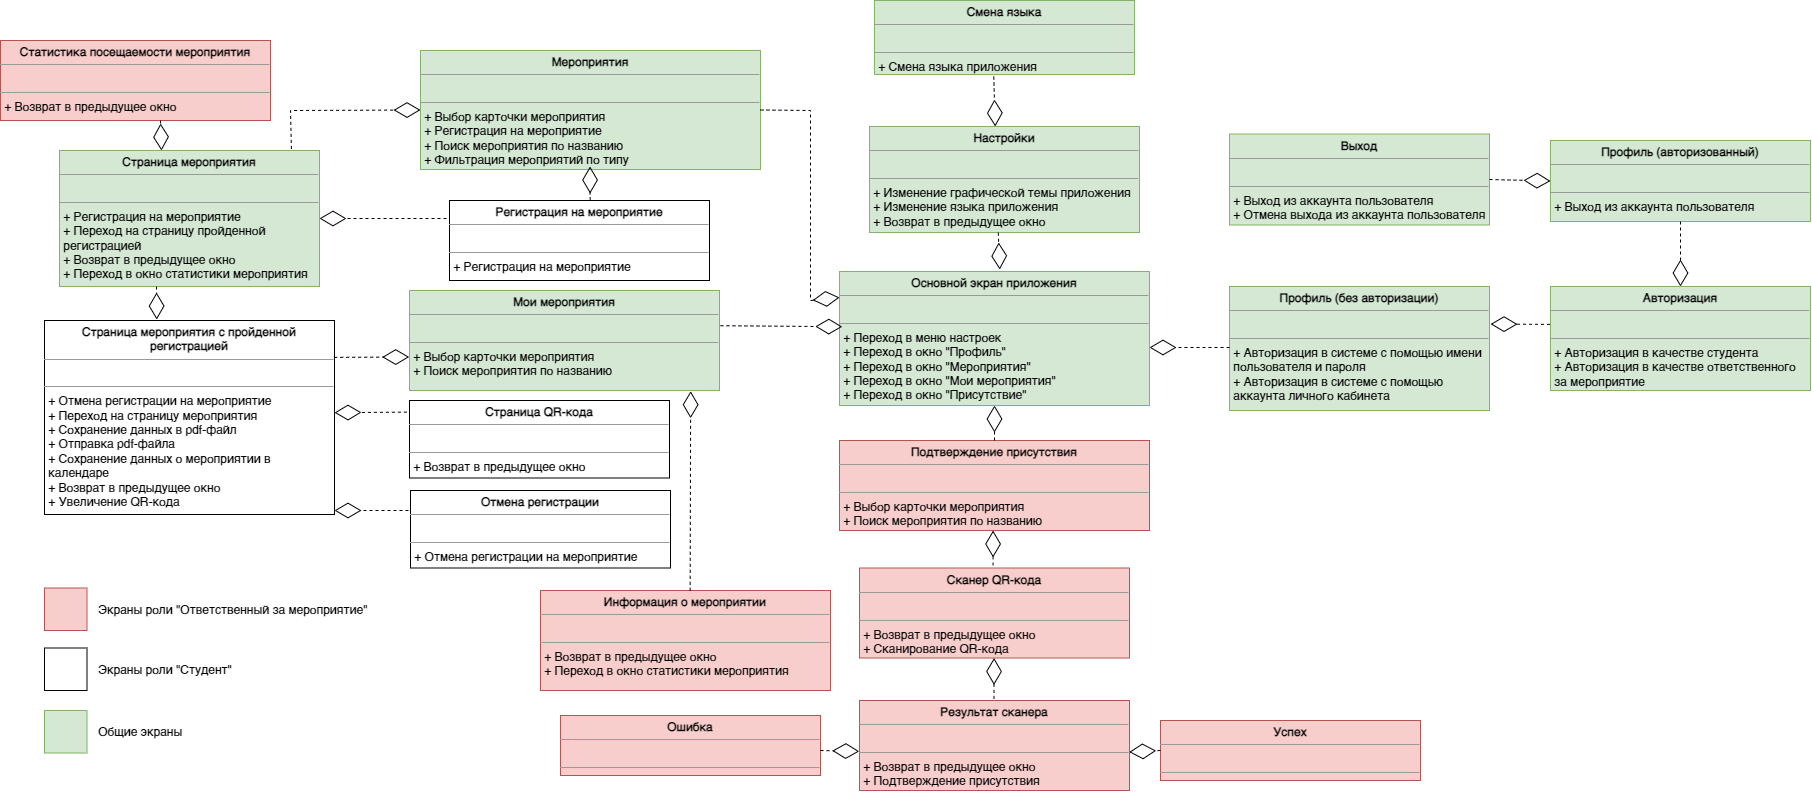 Смена языка
+ Смена языка приложения
Статистика посещаемости мероприятия
+ Возврат в предыдущее окно
Мероприятия
+ Выбор карточки мероприятия
+ Регистрация на мероприятие
+ Поиск мероприятия по названию
+ Фильтрация мероприятий по типу
Настройки
+ Изменение графической темы приложения
+ Изменение языка приложения
+ Возврат в предыдущее окно
Выход
+ Выход из аккаунта пользователя
+ Отмена выхода из аккаунта пользователя
Профиль (авторизованный)
+ Выход из аккаунта пользователя
Страница мероприятия
+ Регистрация на мероприятие
+ Переход на страницу пройденной
регистрацией
+ Возврат в предыдущее окно
+ Переход в окно статистики мероприятия
Регистрация на мероприятие
+ Регистрация на мероприятие
Основной экран приложения
+ Переход в меню настроек
+ Переход в окно "Профиль"
+ Переход в окно "Мероприятия"
+ Переход в окно "Мои мероприятия"
+ Переход в окно "Присутствие"
Профиль (без авторизации)
+ Авторизация в системе с помощью имени
пользователя и пароля
+ Авторизация в системе с помощью
аккаунта личного кабинета
Авторизация
+ Авторизация в качестве студента
+ Авторизация в качестве ответственного
за мероприятие
Мои мероприятия
+ Выбор карточки мероприятия
+ Поиск мероприятия по названию
Страница мероприятия с пройденной
регистрацией
+ Отмена регистрации на мероприятие
+ Переход на страницу мероприятия
+ Сохранение данных в pdf-файл
+ Отправка pdf-файла
+ Сохранение данных о мероприятии в
календаре
+ Возврат в предыдущее окно
+ Увеличение QR-кода
Страница QR-кода
+ Возврат в предыдущее окно
Отмена регистрации
+ Отмена регистрации на мероприятие
Подтверждение присутствия
+ Выбор карточки мероприятия
+ Поиск мероприятия по названию
Сканер QR-кода
+ Возврат в предыдущее окно
+ Сканирование QR-кода
Информация о мероприятии
+ Возврат в предыдущее окно
+ Переход в окно статистики мероприятия
Результат сканера
+ Возврат в предыдущее окно
+ Подтверждение присутствия
Ошибка
Успех
Экраны роли "Ответственный за мероприятие"
Экраны роли "Студент"
Общие экраны